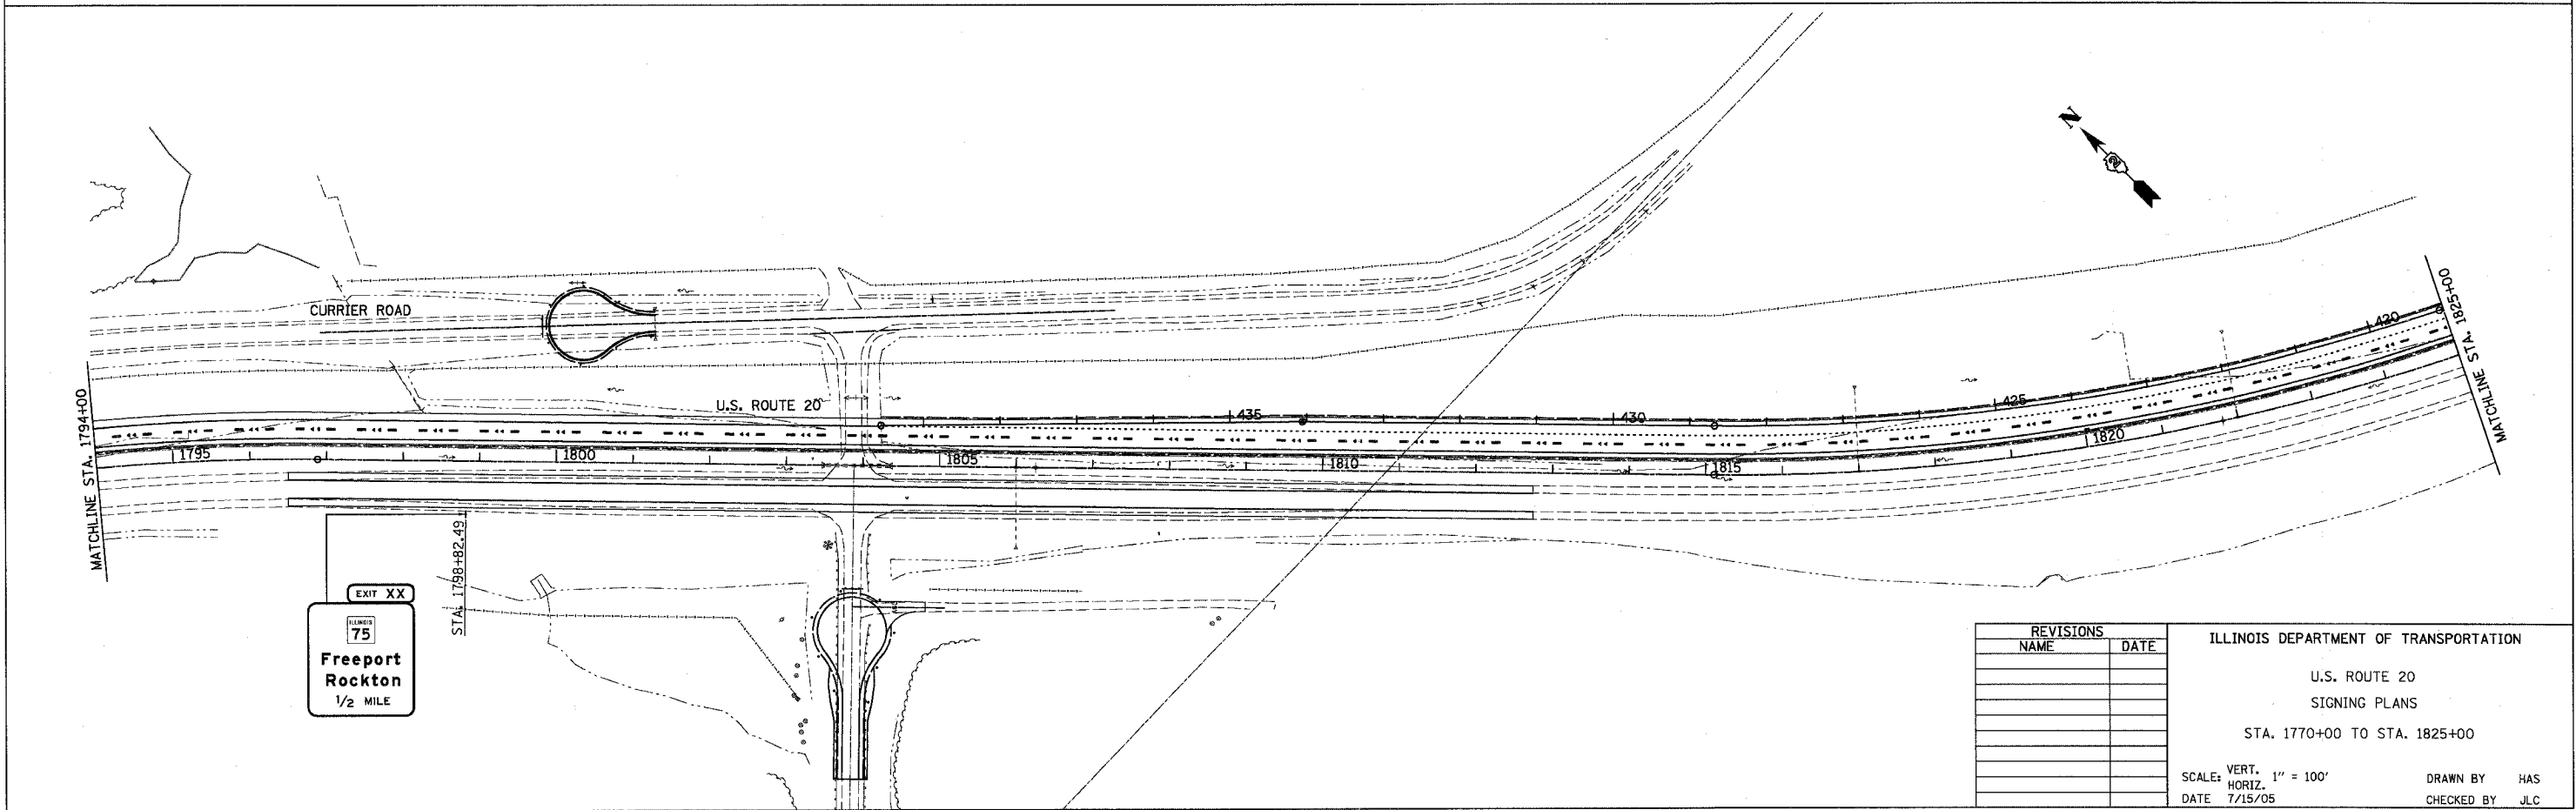 N
2
CURRIER ROAD
U.S. ROUTE 20
MATCHLINE STA. 1794+00
MATCHLINE STA. 1825+00
435
430
425
420
1795
1800
1805
1810
1815
1820
STA. 1798+82.49
EXIT XX
ILLINOIS
75
Freeport
Rockton
1/2 MILE
REVISIONS
NAME DATE
ILLINOIS DEPARTMENT OF TRANSPORTATION
U.S. ROUTE 20
SIGNING PLANS
STA. 1770+00 TO STA. 1825+00
SCALE: VERT. 1" = 100'
HORIZ.
DATE 7/15/05
DRAWN BY HAS
CHECKED BY JLC